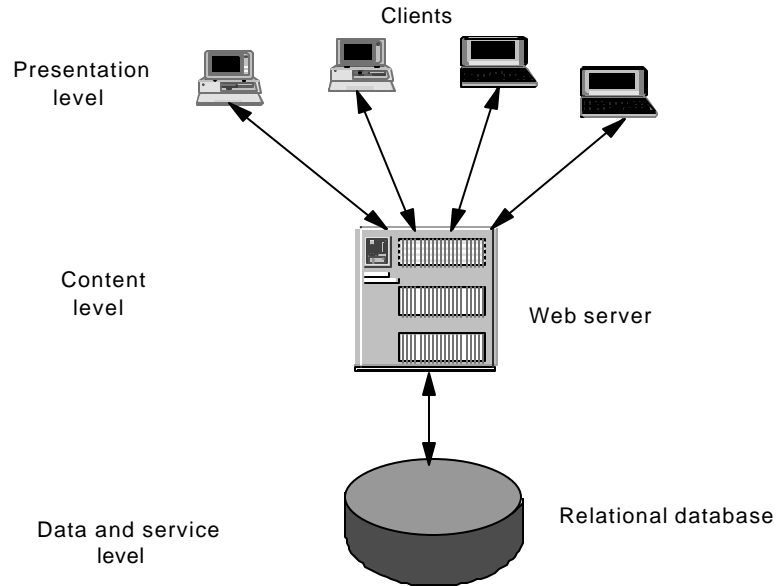 Clients
Presentation
level
Content
level
Web server
Relational database
Data and service
level